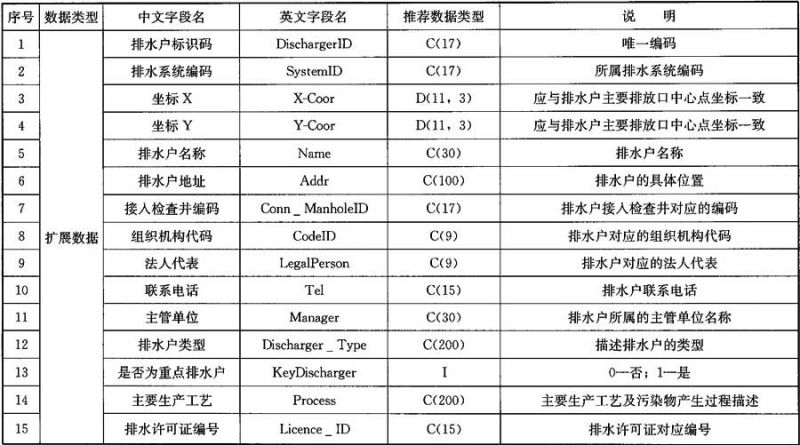 序号 数据类型 中文字段名 英文字段名 推荐数据类型 说 明
1 排水户标识码 DischargerID C(17) 唯一编码
2 排水系统编码 SystemID C(17) 所属排水系统编码
3 坐标X X-Coor D(11, 3) 应与排水户主要排放口中心点坐标一致
4 坐标Y Y-Coor D(11, 3) 应与排水户主要排放口中心点坐标一致
5 排水户名称 Name C(30) 排水户名称
6 排水户地址 Addr C(100) 排水户的具体位置
7 接入检查井编码 Conn_ManholeID C(17) 排水户接入检查井对应的编码
8 扩展数据 组织机构代码 CodeID C(9) 排水户对应的组织机构代码
9 法人代表 LegalPerson C(9) 排水户对应的法人代表
10 联系电话 Tel C(15) 排水户联系电话
11 主管单位 Manager C(30) 排水户所属的主管单位名称
12 排水户类型 Discharger_Type C(200) 描述排水户的类型
13 是否为重点排水户 KeyDischarger I 0—否；1—是
14 主要生产工艺 Process C(200) 主要生产工艺及污染物产生过程描述
15 排水许可证编号 Licence_ID C(15) 排水许可证对应编号